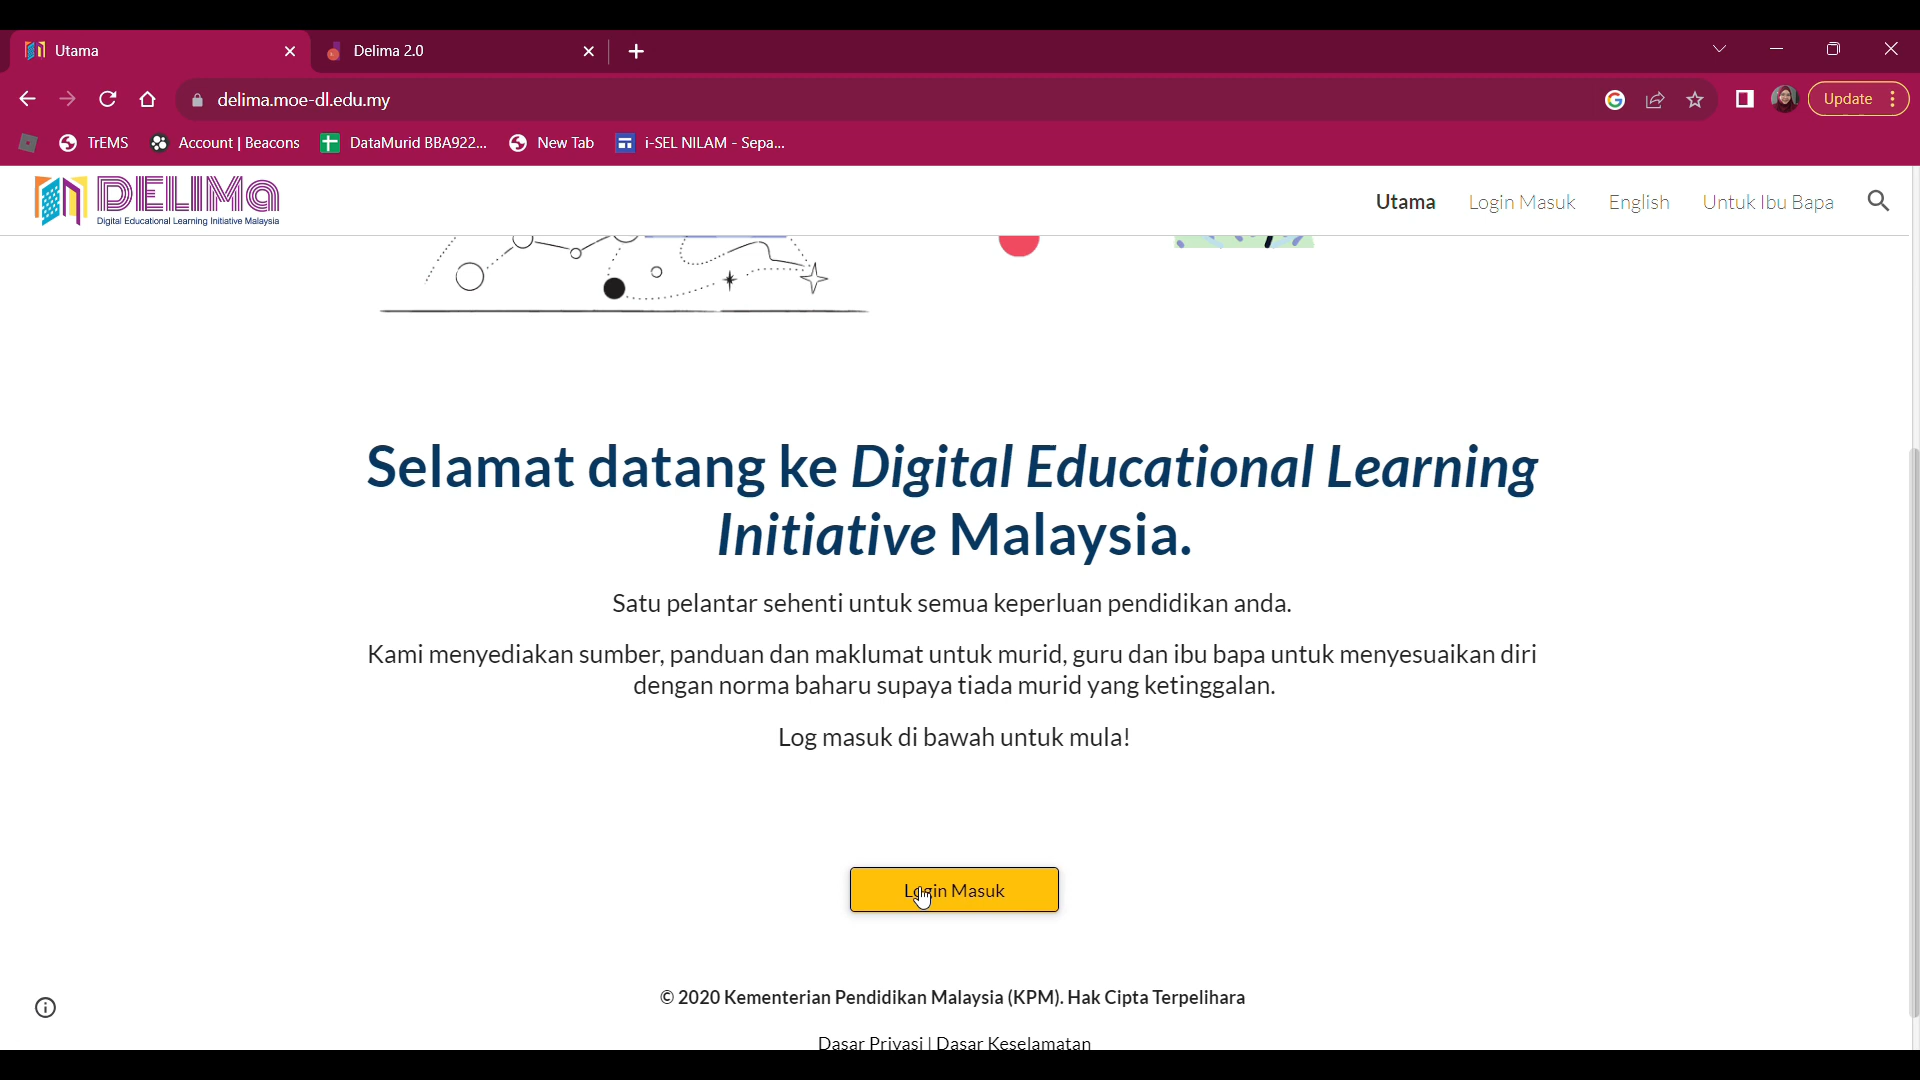 Utama
Delima 2.0
delima.moe-dl.edu.my
Update
TrEMS
Account | Beacons
DataMurid BBA922...
New Tab
i-SEL NILAM - Sepa...
DELIMa
Digital Educational Learning Initiative Malaysia
Utama
Login Masuk
English
Untuk Ibu Bapa
Selamat datang ke Digital Educational Learning
Initiative Malaysia.
Satu pelantar sehenti untuk semua keperluan pendidikan anda.
Kami menyediakan sumber, panduan dan maklumat untuk murid, guru dan ibu bapa untuk menyesuaikan diri
dengan norma baharu supaya tiada murid yang ketinggalan.
Log masuk di bawah untuk mula!
Login Masuk
© 2020 Kementerian Pendidikan Malaysia (KPM). Hak Cipta Terpelihara
Dasar Privasi | Dasar Keselamatan